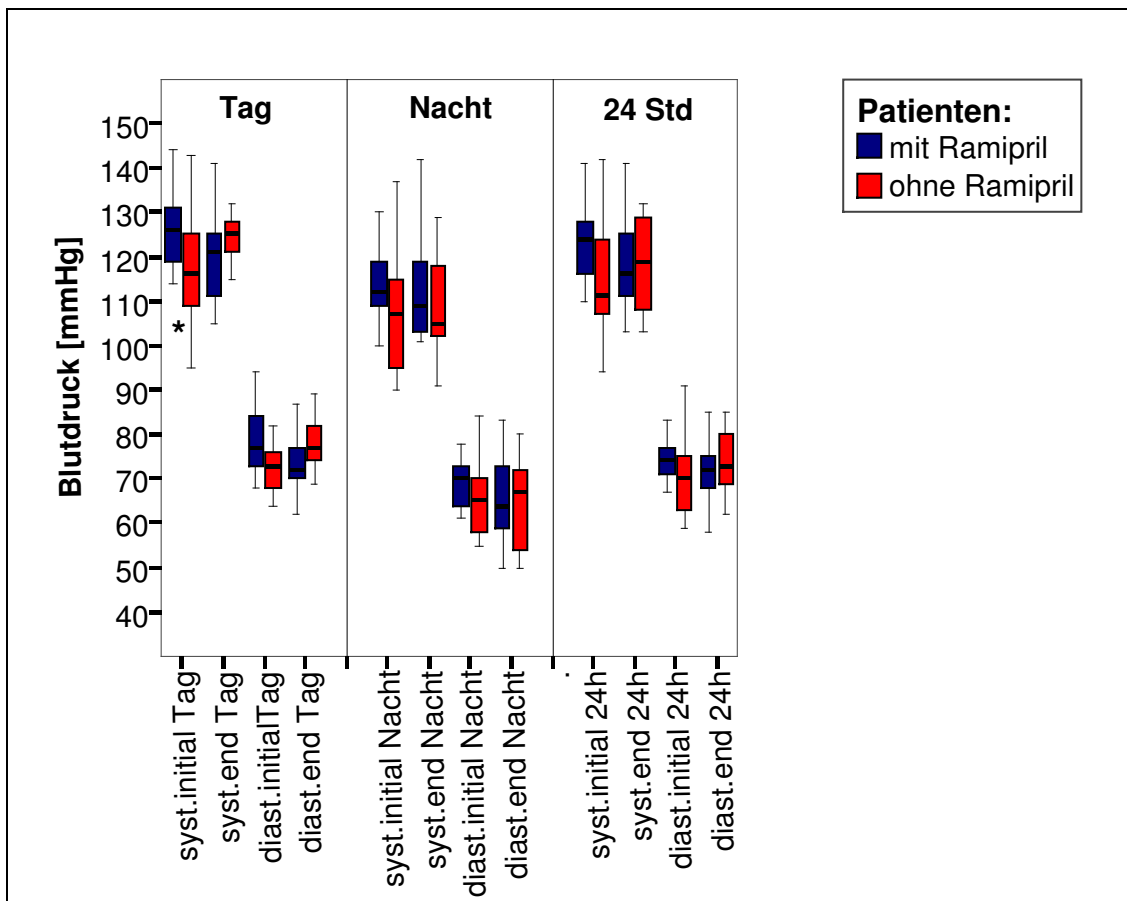 Tag
Nacht
24 Std
Patienten:
mit Ramipril
ohne Ramipril
Blutdruck [mmHg]
150
140
130
120
110
100
90
80
70
60
50
40
*
syst.initial Tag
syst.end Tag
diast.initialTag
diast.end Tag
syst.initial Nacht
syst.end Nacht
diast.initial Nacht
diast.end Nacht
.
syst.initial 24h
syst.end 24h
diast.initial 24h
diast.end 24h